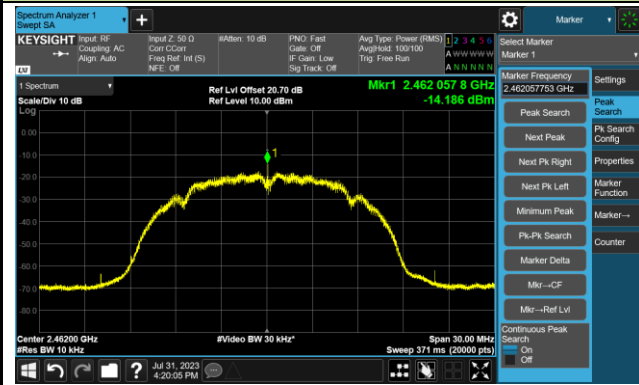 Spectrum Analyzer 1
Swept SA
Marker
KEYSIGHT
Input: RF
Coupling: AC
Align: Auto
Input Z: 50 Ω
Corr CCorr
Freq Ref: Int (S)
NFE: Off
#Atten: 10 dB
PNO: Fast
Gate: Off
IF Gain: Low
Sig Track: Off
Avg Type: Power (RMS)
Avg|Hold: 100/100
Trig: Free Run
1 2 3 4 5 6
A W W W W W
A N N N N N
LXI
Select Marker
Marker 1
1 Spectrum
Scale/Div 10 dB
Log
Ref Lvl Offset 20.70 dB
Ref Level 10.00 dBm
Mkr1 2.462 057 8 GHz
-14.186 dBm
0.00
-10.0
-20.0
-30.0
-40.0
-50.0
-60.0
-70.0
-80.0
1
Center 2.46200 GHz
#Res BW 10 kHz
#Video BW 30 kHz*
Span 30.00 MHz
Sweep 371 ms (20000 pts)
Marker Frequency
2.462057753 GHz
Peak Search
Next Peak
Next Pk Right
Next Pk Left
Minimum Peak
Pk-Pk Search
Marker Delta
Mkr→CF
Mkr→Ref Lvl
Continuous Peak
Search
On
Off
Settings
Peak
Search
Pk Search
Config
Properties
Marker
Function
Marker→
Counter
?
Jul 31, 2023
4:20:05 PM